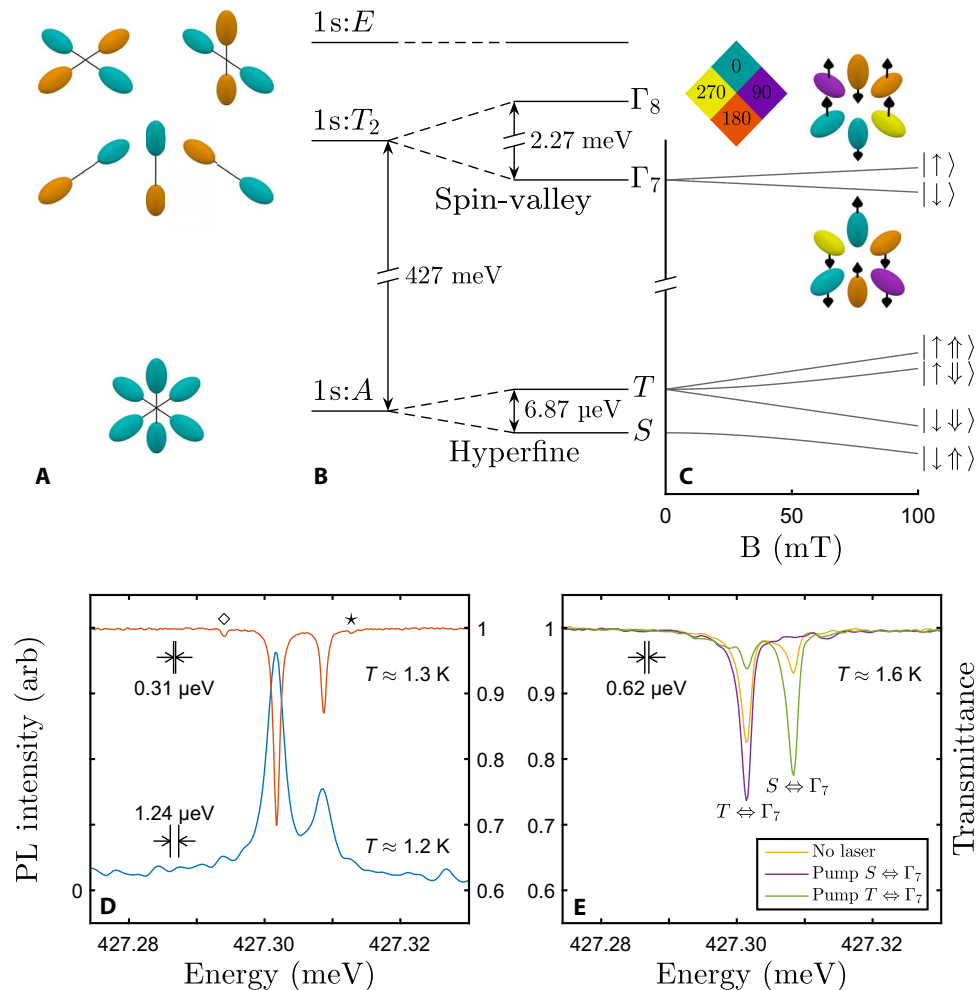 1s:E
1s:T₂
Γ₈
2.27 meV
Γ₇
Spin-valley
427 meV
1s:A
T
6.87 µeV
S
Hyperfine
A
B
0
270
90
180
|↑⟩
|↓⟩
|↑⇑⟩
|↑⇓⟩
|↓⇓⟩
|↓⇑⟩
C
0
50
100
B (mT)
PL intensity (arb)
◇
⋆
1
0.31 µeV
T ≈ 1.3 K
0.9
0.8
1.24 µeV
0.7
T ≈ 1.2 K
0
0.6
D
427.28
427.30
427.32
Energy (meV)
1
0.62 µeV
T ≈ 1.6 K
0.9
0.8
S ⇔ Γ₇
T ⇔ Γ₇
0.7
No laser
Pump S ⇔ Γ₇
Pump T ⇔ Γ₇
0.6
E
427.28
427.30
427.32
Energy (meV)
Transmittance